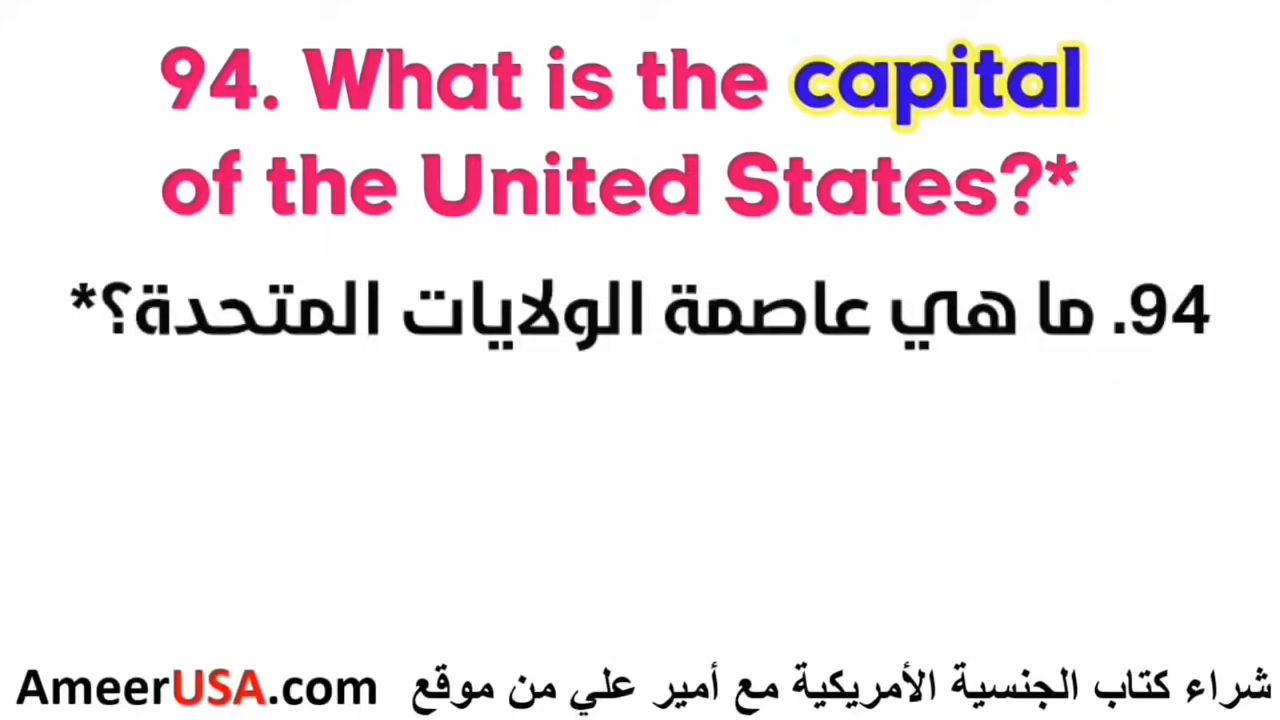 94. What is the capital
of the United States?*
94. ما هي عاصمة الولايات المتحدة؟*
شراء كتاب الجنسية الأمريكية مع أمير علي من موقع AmeerUSA.com